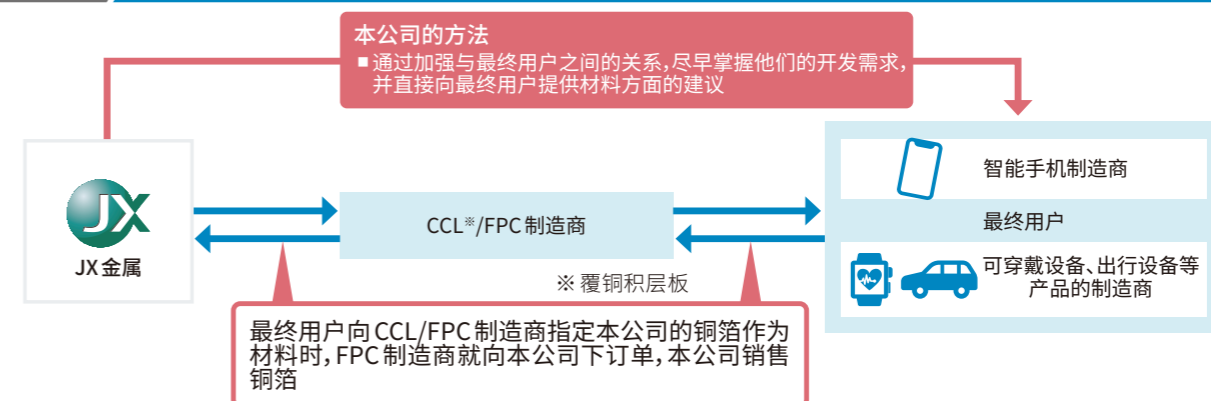 本公司的方法
■通过加强与最终用户之间的关系，尽早掌握他们的开发需求，
并直接向最终用户提供材料方面的建议
JX
JX金属
CCL※/FPC制造商
※覆铜积层板
智能手机制造商
最终用户
可穿戴设备、出行设备等
产品的制造商
最终用户向CCL/FPC制造商指定本公司的铜箔作为
材料时，FPC制造商就向本公司下订单，本公司销售
铜箔